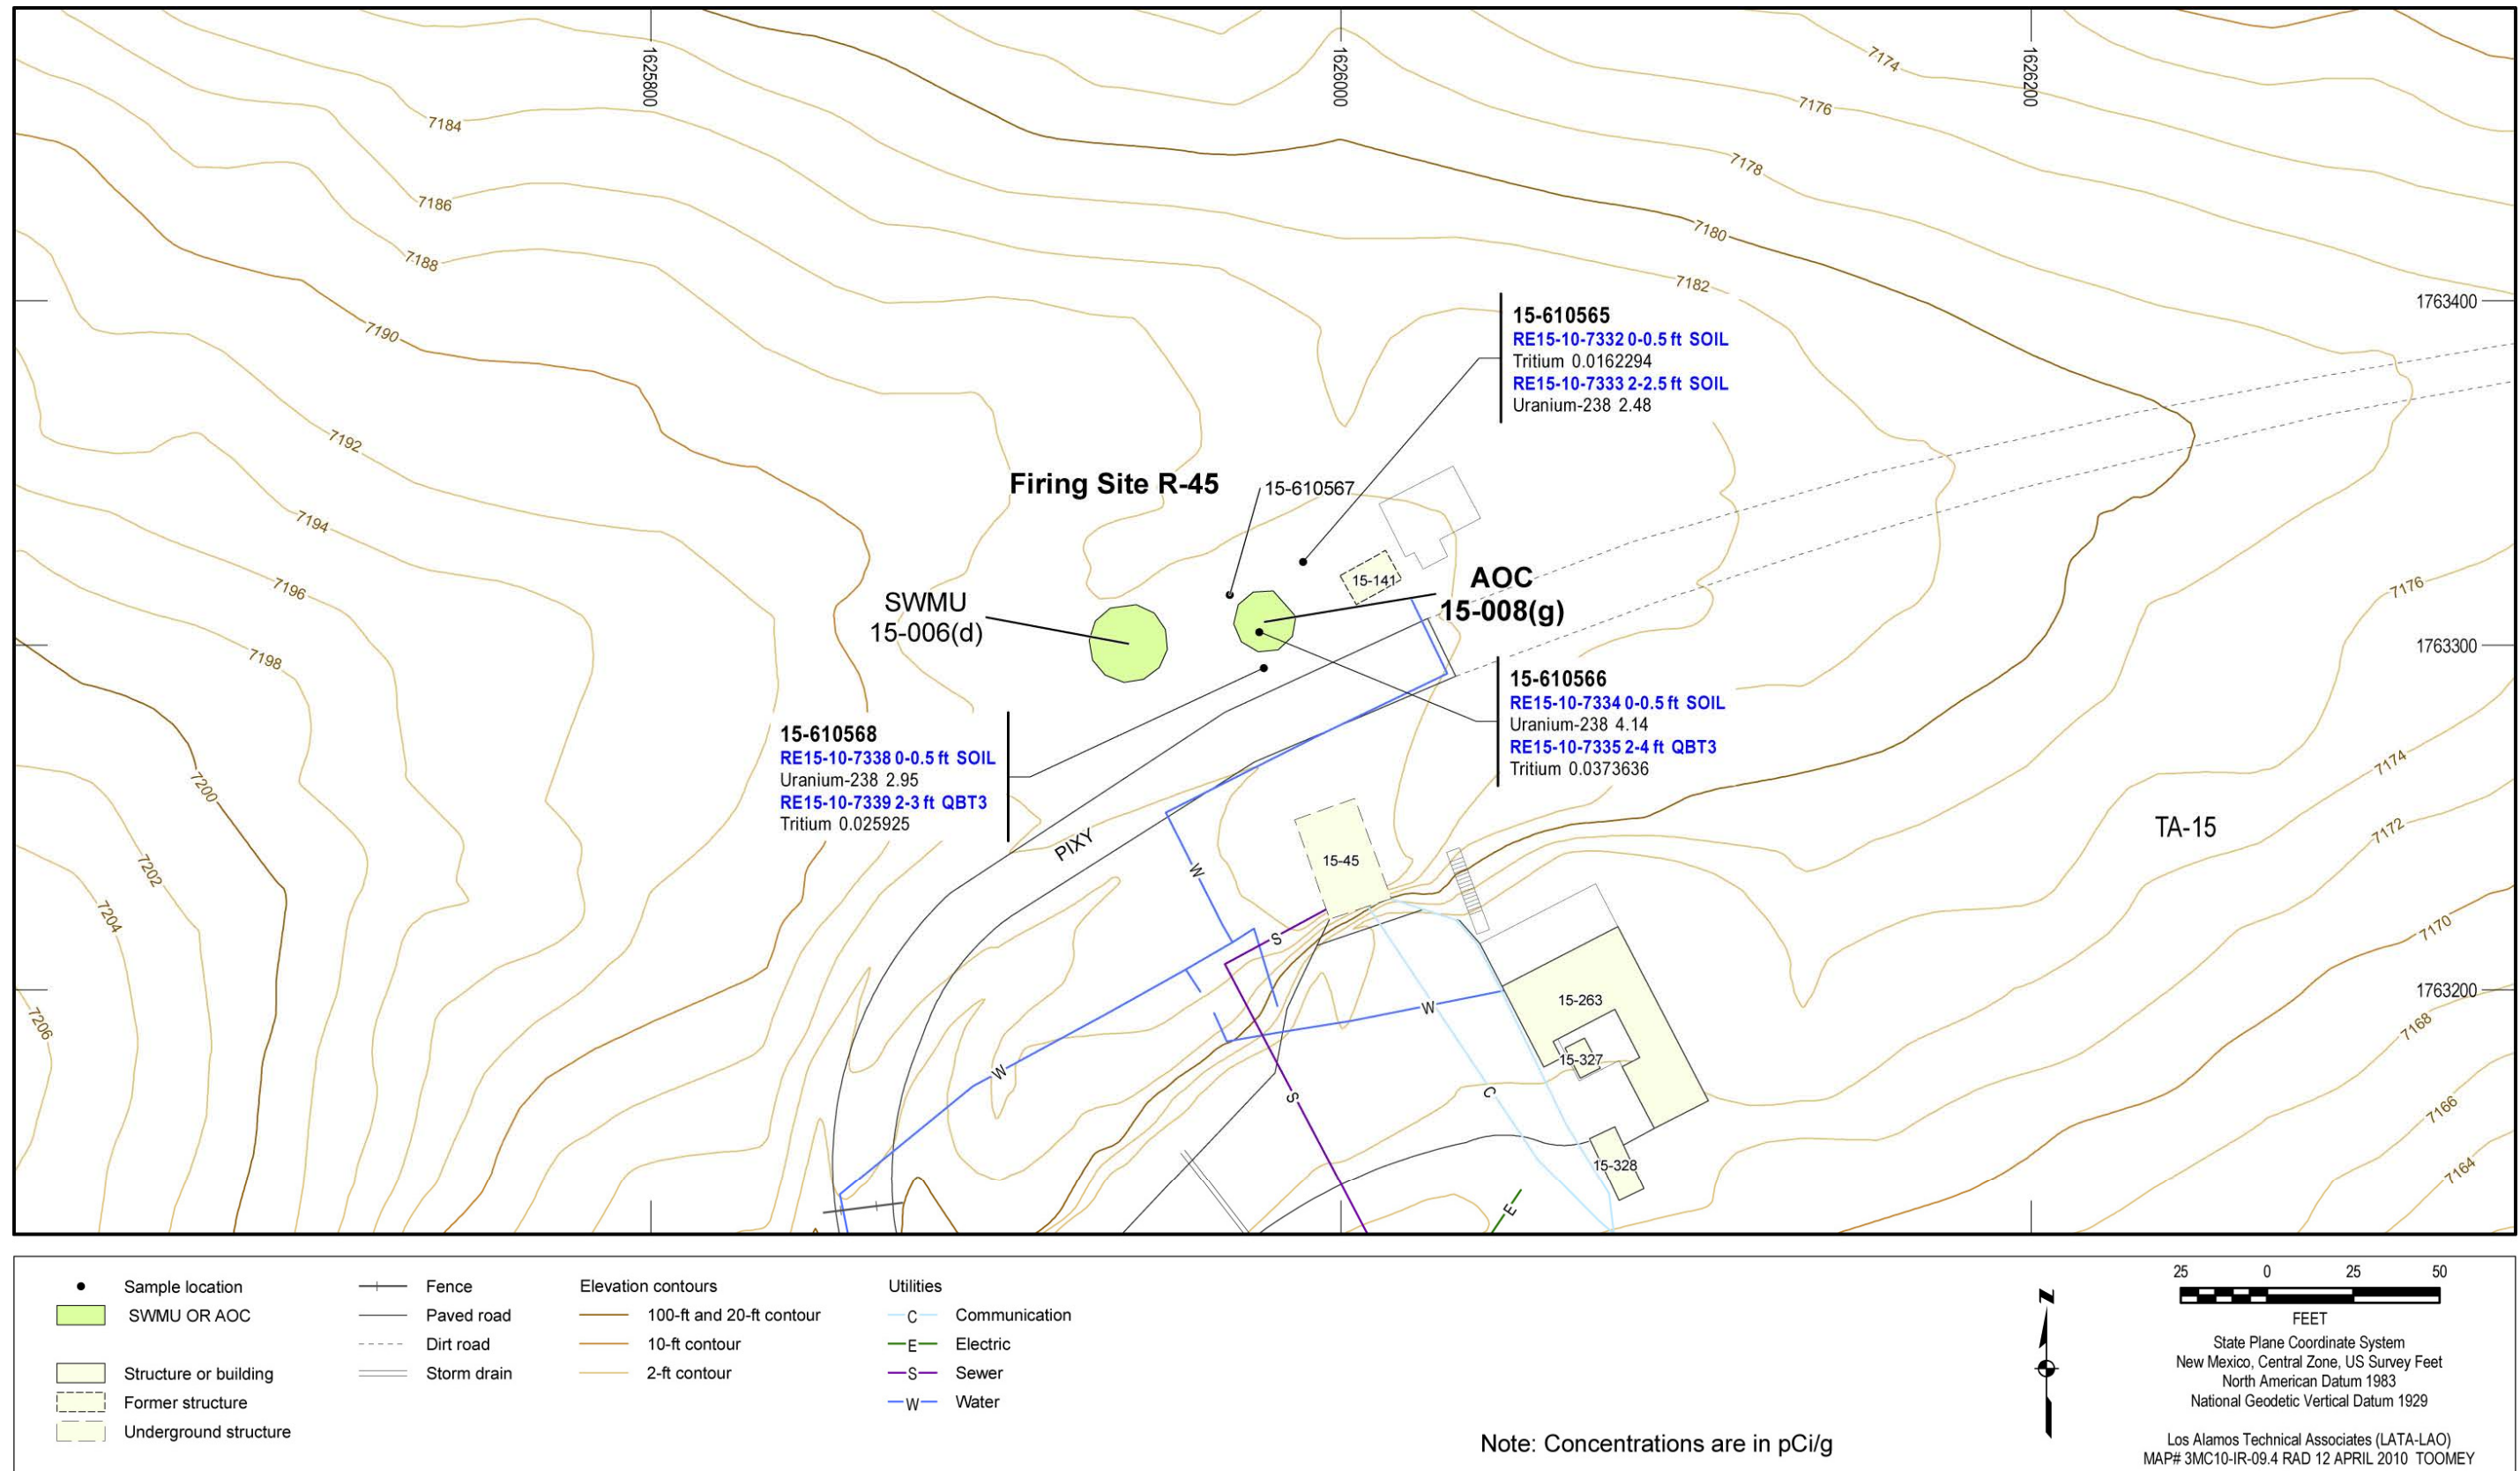 1625800
1626000
1626200
7174
7176
7184
7178
7186
7180
7188
7182
1763400
15-610565
RE15-10-7332 0-0.5 ft SOIL
Tritium 0.0162294
RE15-10-7333 2-2.5 ft SOIL
Uranium-238 2.48
7190
7192
Firing Site R-45
15-610567
7194
15-141
AOC
15-008(g)
7196
7176
SWMU
15-006(d)
7198
1763300
15-610566
RE15-10-7334 0-0.5 ft SOIL
Uranium-238 4.14
RE15-10-7335 2-4 ft QBT3
Tritium 0.0373636
15-610568
RE15-10-7338 0-0.5 ft SOIL
Uranium-238 2.95
RE15-10-7339 2-3 ft QBT3
Tritium 0.025925
7200
7174
TA-15
7172
PIXY
15-45
7202
W
7204
7170
S
1763200
15-263
W
7206
7168
15-327
W
C
S
7166
15-328
7164
E
Sample location
SWMU OR AOC
Structure or building
Former structure
Underground structure
Fence
Paved road
Dirt road
Storm drain
Elevation contours
100-ft and 20-ft contour
10-ft contour
2-ft contour
Utilities
C Communication
E Electric
S Sewer
W Water
Note: Concentrations are in pCi/g
N
25 0 25 50
FEET
State Plane Coordinate System
New Mexico, Central Zone, US Survey Feet
North American Datum 1983
National Geodetic Vertical Datum 1929
Los Alamos Technical Associates (LATA-LAO)
MAP# 3MC10-IR-09.4 RAD 12 APRIL 2010 TOOMEY